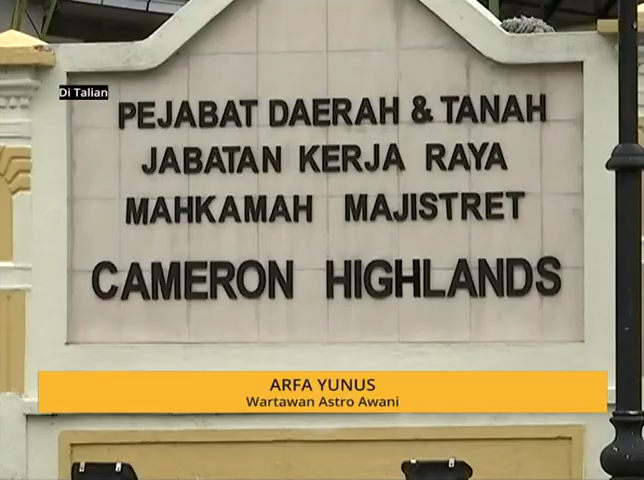 Di Talian
PEJABAT DAERAH & TANAH
JABATAN KERJA RAYA
MAHKAMAH MAJISTRET
CAMERON HIGHLANDS
ARFA YUNUS
Wartawan Astro Awani